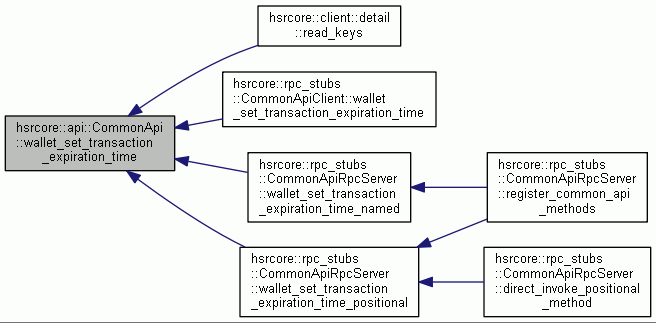 hsrcore::client::detail
::read_keys
hsrcore::rpc_stubs
::CommonApiClient::wallet
_set_transaction_expiration_time
hsrcore::api::CommonApi
::wallet_set_transaction
_expiration_time
hsrcore::rpc_stubs
::CommonApiRpcServer
::wallet_set_transaction
_expiration_time_named
hsrcore::rpc_stubs
::CommonApiRpcServer
::register_common_api
_methods
hsrcore::rpc_stubs
::CommonApiRpcServer
::wallet_set_transaction
_expiration_time_positional
hsrcore::rpc_stubs
::CommonApiRpcServer
::direct_invoke_positional
_method